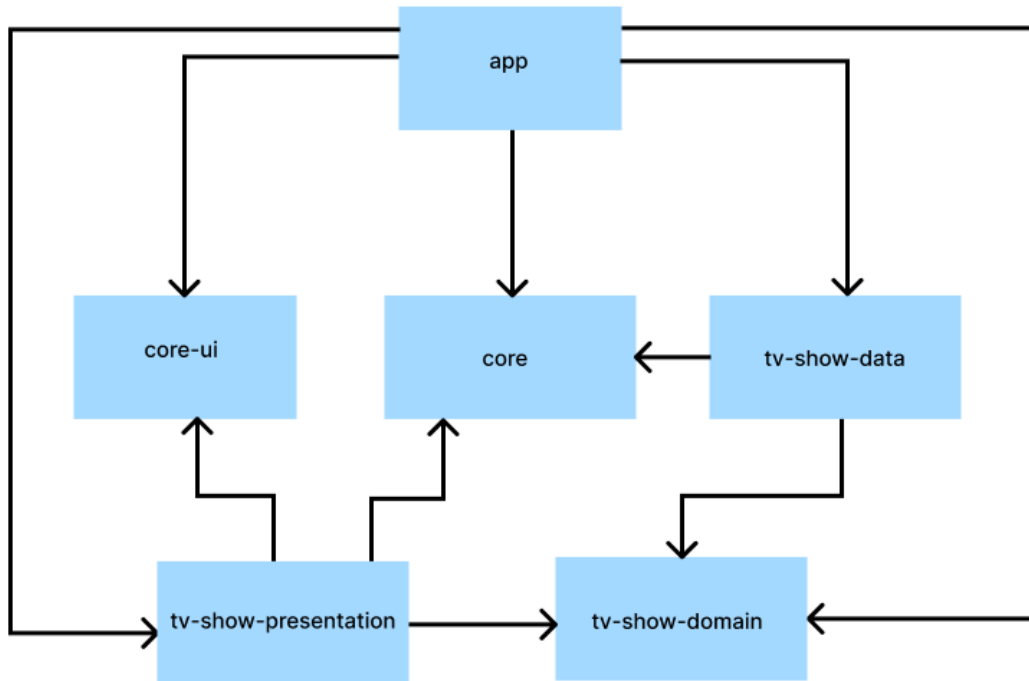 app
core-ui
core
tv-show-data
tv-show-presentation
tv-show-domain